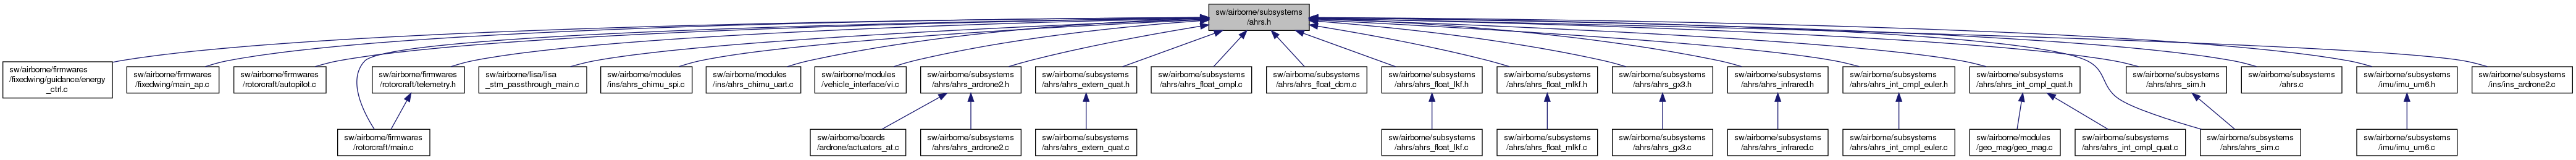 sw/airborne/subsystems
/ahrs.h
sw/airborne/firmwares
/fixedwing/guidance/energy
_ctrl.c
sw/airborne/firmwares
/fixedwing/main_ap.c
sw/airborne/firmwares
/rotorcraft/autopilot.c
sw/airborne/firmwares
/rotorcraft/telemetry.h
sw/airborne/lisa/lisa
_stm_passthrough_main.c
sw/airborne/modules
/ins/ahrs_chimu_spi.c
sw/airborne/modules
/ins/ahrs_chimu_uart.c
sw/airborne/modules
/vehicle_interface/vi.c
sw/airborne/subsystems
/ahrs/ahrs_ardrone2.h
sw/airborne/subsystems
/ahrs/ahrs_extern_quat.h
sw/airborne/subsystems
/ahrs/ahrs_float_cmpl.c
sw/airborne/subsystems
/ahrs/ahrs_float_dcm.c
sw/airborne/subsystems
/ahrs/ahrs_float_lkf.h
sw/airborne/subsystems
/ahrs/ahrs_float_mlkf.h
sw/airborne/subsystems
/ahrs/ahrs_gx3.h
sw/airborne/subsystems
/ahrs/ahrs_infrared.h
sw/airborne/subsystems
/ahrs/ahrs_int_cmpl_euler.h
sw/airborne/subsystems
/ahrs/ahrs_int_cmpl_quat.h
sw/airborne/subsystems
/ahrs/ahrs_sim.h
sw/airborne/subsystems
/ahrs.c
sw/airborne/subsystems
/imu/imu_um6.h
sw/airborne/subsystems
/ins/ins_ardrone2.c
sw/airborne/firmwares
/rotorcraft/main.c
sw/airborne/boards
/ardrone/actuators_at.c
sw/airborne/subsystems
/ahrs/ahrs_ardrone2.c
sw/airborne/subsystems
/ahrs/ahrs_extern_quat.c
sw/airborne/subsystems
/ahrs/ahrs_float_lkf.c
sw/airborne/subsystems
/ahrs/ahrs_float_mlkf.c
sw/airborne/subsystems
/ahrs/ahrs_gx3.c
sw/airborne/subsystems
/ahrs/ahrs_infrared.c
sw/airborne/subsystems
/ahrs/ahrs_int_cmpl_euler.c
sw/airborne/modules
/geo_mag/geo_mag.c
sw/airborne/subsystems
/ahrs/ahrs_int_cmpl_quat.c
sw/airborne/subsystems
/ahrs/ahrs_sim.c
sw/airborne/subsystems
/imu/imu_um6.c